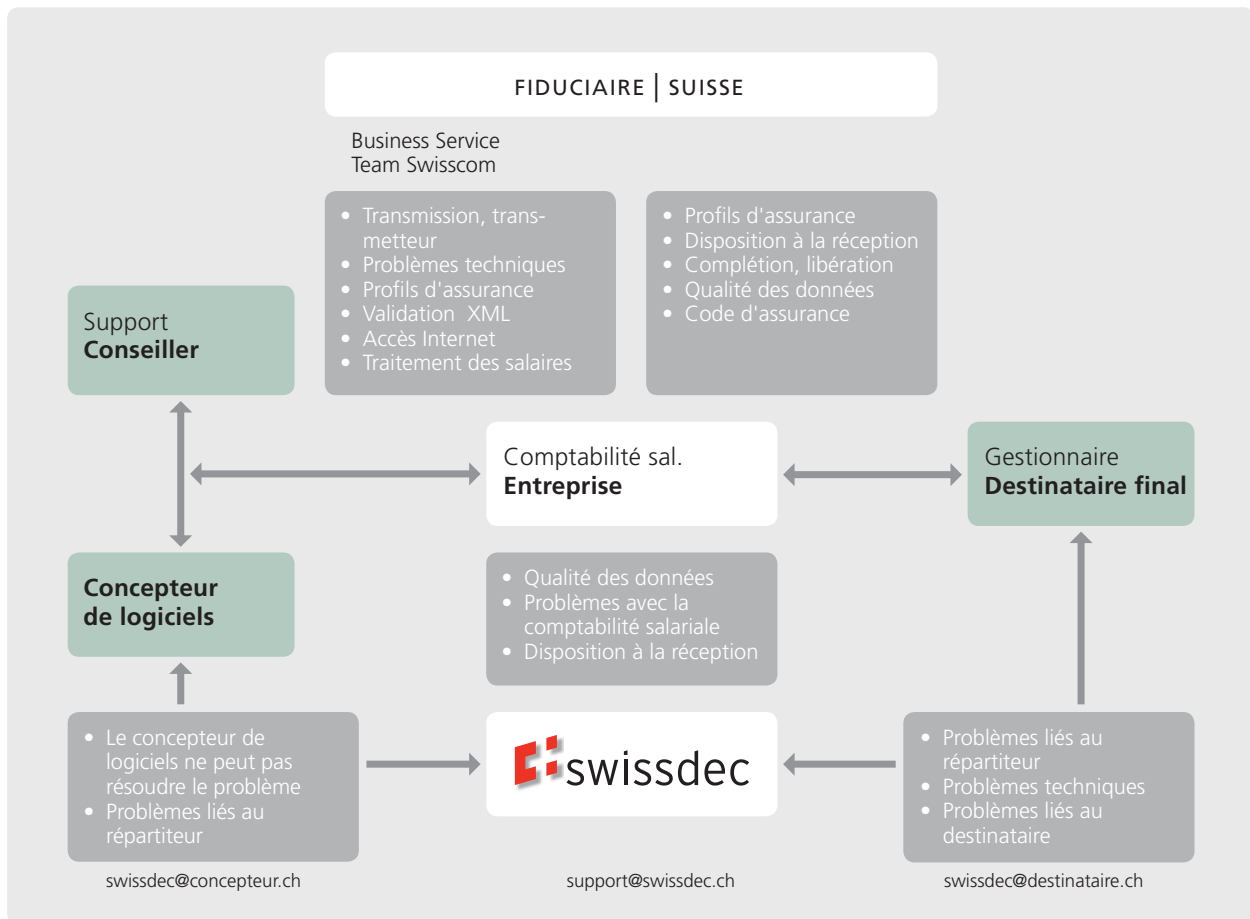 FIDUCIAIRE | SUISSE
Business Service
Team Swisscom
• Transmission, trans-
metteur
• Problèmes techniques
• Profils d'assurance
• Validation XML
• Accès Internet
• Traitement des salaires
• Profils d'assurance
• Disposition à la réception
• Complétion, libération
• Qualité des données
• Code d'assurance
Support
Conseiller
Comptabilité sal.
Entreprise
Gestionnaire
Destinataire final
Concepteur
de logiciels
• Qualité des données
• Problèmes avec la
comptabilité salariale
• Disposition à la réception
• Le concepteur de
logiciels ne peut pas
résoudre le problème
• Problèmes liés au
répartiteur
swissdec
• Problèmes liés au
répartiteur
• Problèmes techniques
• Problèmes liés au
destinataire
swissdec@concepteur.ch
support@swissdec.ch
swissdec@destinataire.ch